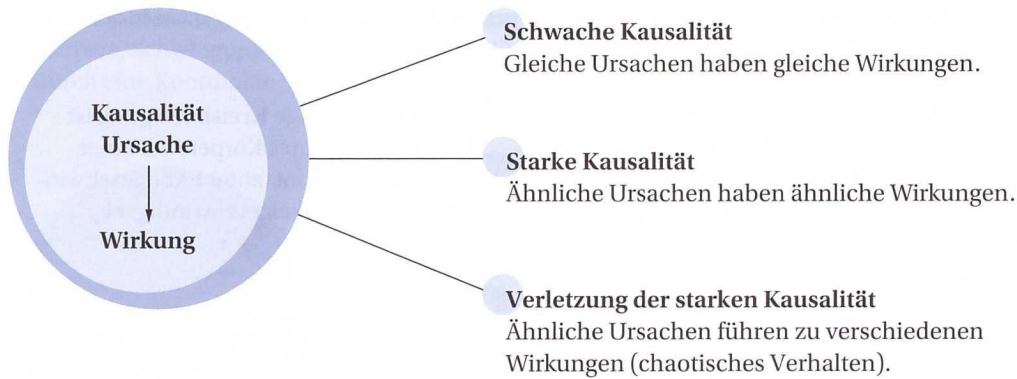 Kausalität
Ursache
Wirkung
Schwache Kausalität
Gleiche Ursachen haben gleiche Wirkungen.
Starke Kausalität
Ähnliche Ursachen haben ähnliche Wirkungen.
Verletzung der starken Kausalität
Ähnliche Ursachen führen zu verschiedenen
Wirkungen (chaotisches Verhalten).